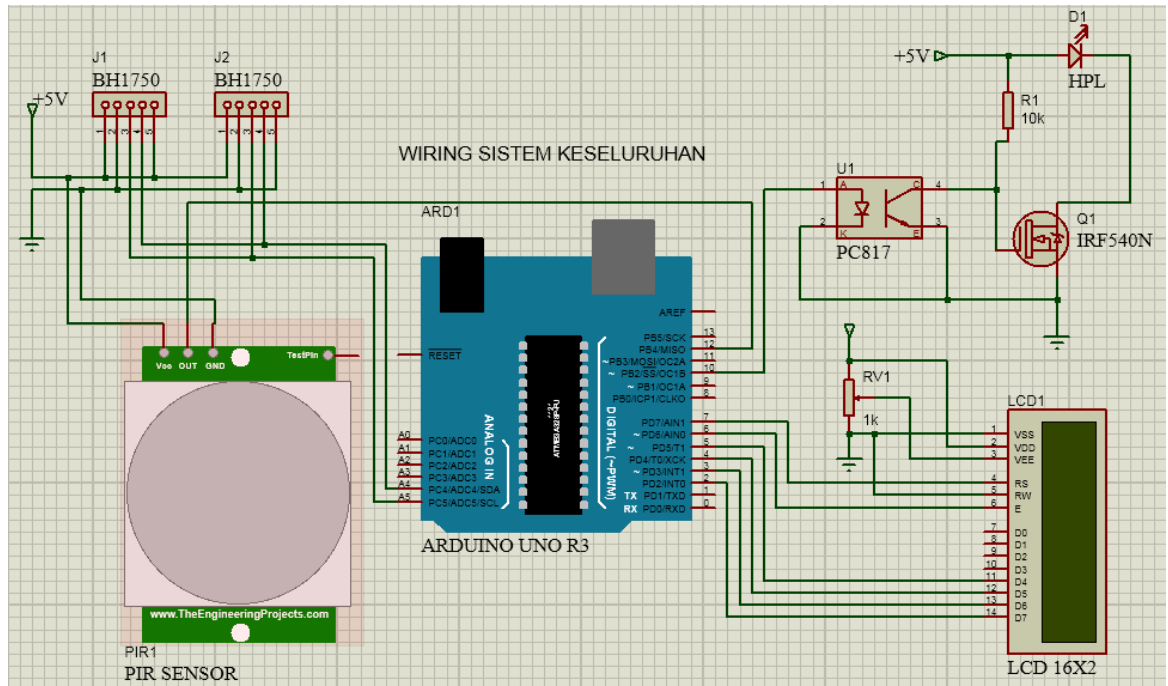 J1
BH1750
J2
BH1750
+5V
1 2 3 4 5
1 2 3 4 5
WIRING SISTEM KESELURUHAN
D1
+5V
HPL
R1
10k
U1
1 A C 4
2 K E 3
PC817
Q1
IRF540N
ARD1
AREF
RESET
PB5/SCK 13
PB4/MISO 12
~PB3/MOSI/OC2A 11
~ PB2/SS/OC1B 10
~ PB1/OC1A 9
PB0/ICP1/CLKO 8
PD7/AIN1 7
~ PD6/AIN0 6
~ PD5/T1 5
PD4/T0/XCK 4
~ PD3/INT1 3
PD2/INT0 2
TX PD1/TXD 1
RX PD0/RXD 0
DIGITAL (~PWM)
ANALOG IN
A0 PC0/ADC0
A1 PC1/ADC1
A2 PC2/ADC2
A3 PC3/ADC3
A4 PC4/ADC4/SDA
A5 PC5/ADC5/SCL
ARDUINO UNO R3
Vcc OUT GND
TestPin
www.TheEngineeringProjects.com
PIR1
PIR SENSOR
RV1
1k
LCD1
1 VSS
2 VDD
3 VEE
4 RS
5 RW
6 E
7 D0
8 D1
9 D2
10 D3
11 D4
12 D5
13 D6
14 D7
LCD 16X2